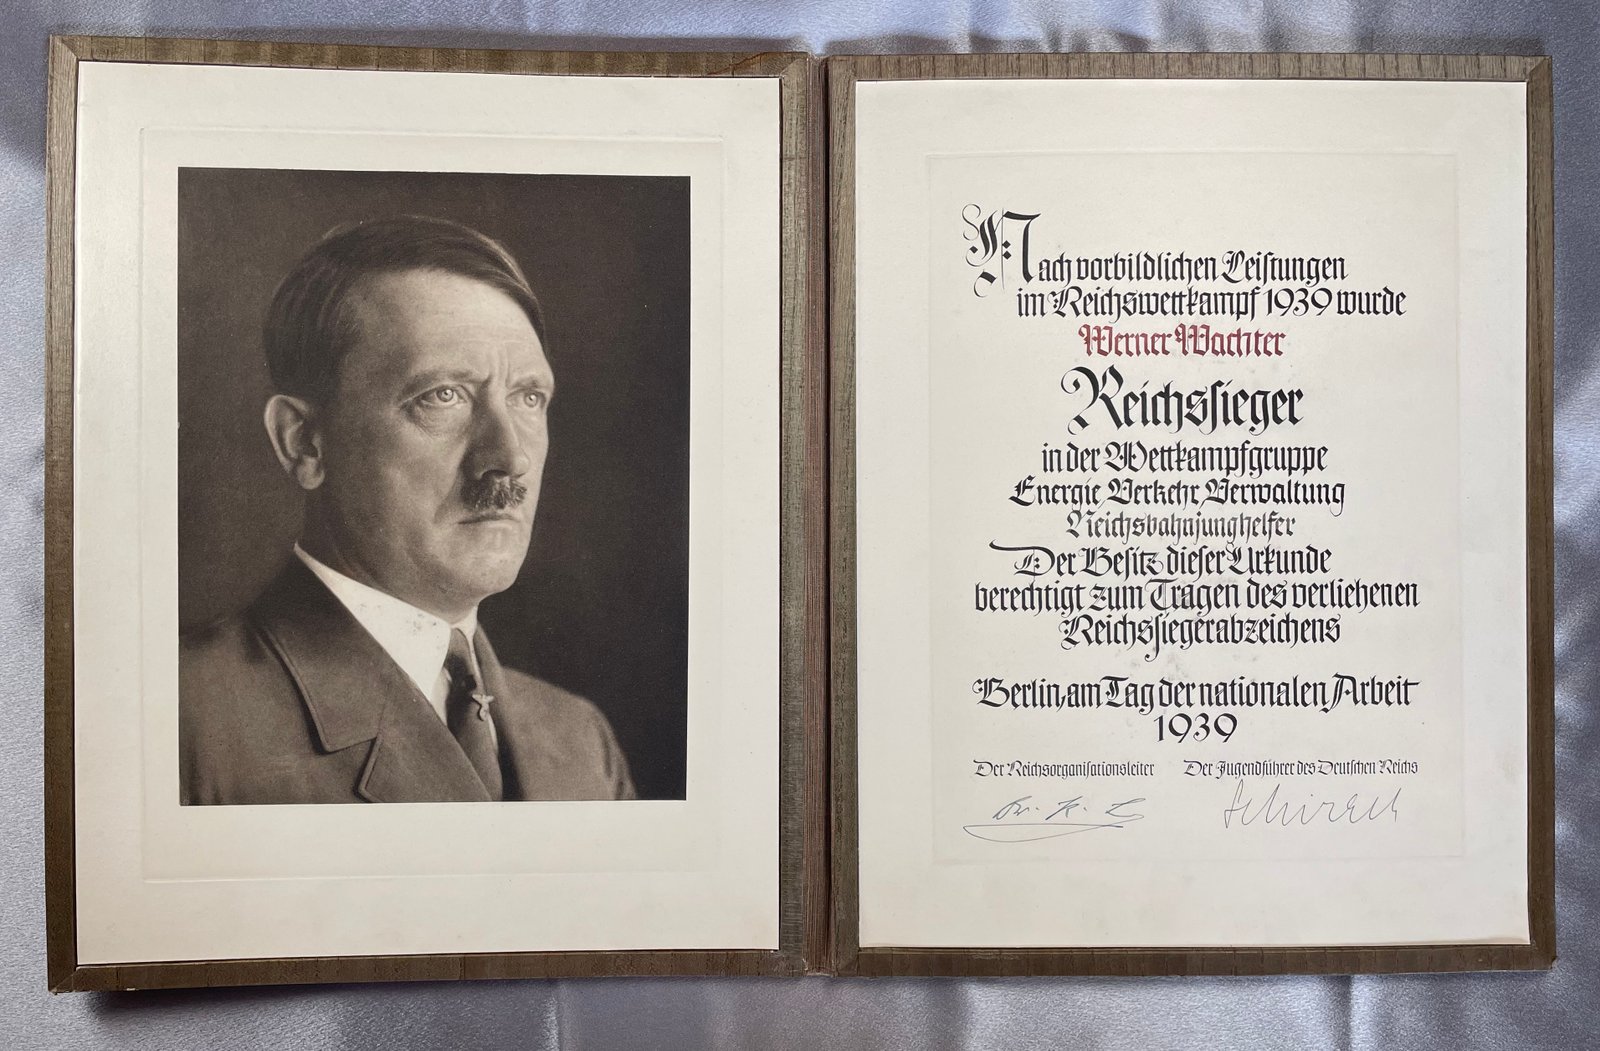 Nach vorbildlichen Leistungen
im Reichswettkampf 1939 wurde
Werner Wachter
Reichssieger
in der Wettkampfgruppe
Energie, Verkehr, Verwaltung
Reichsbahnjunghelfer
Der Besitz dieser Urkunde
berechtigt zum Tragen des verliehenen
Reichssiegerabzeichens
Berlin, am Tag der nationalen Arbeit
1939
Der Reichsorganisationsleiter Der Jugendführer des Deutschen Reichs
Dr. R. L. Schirach